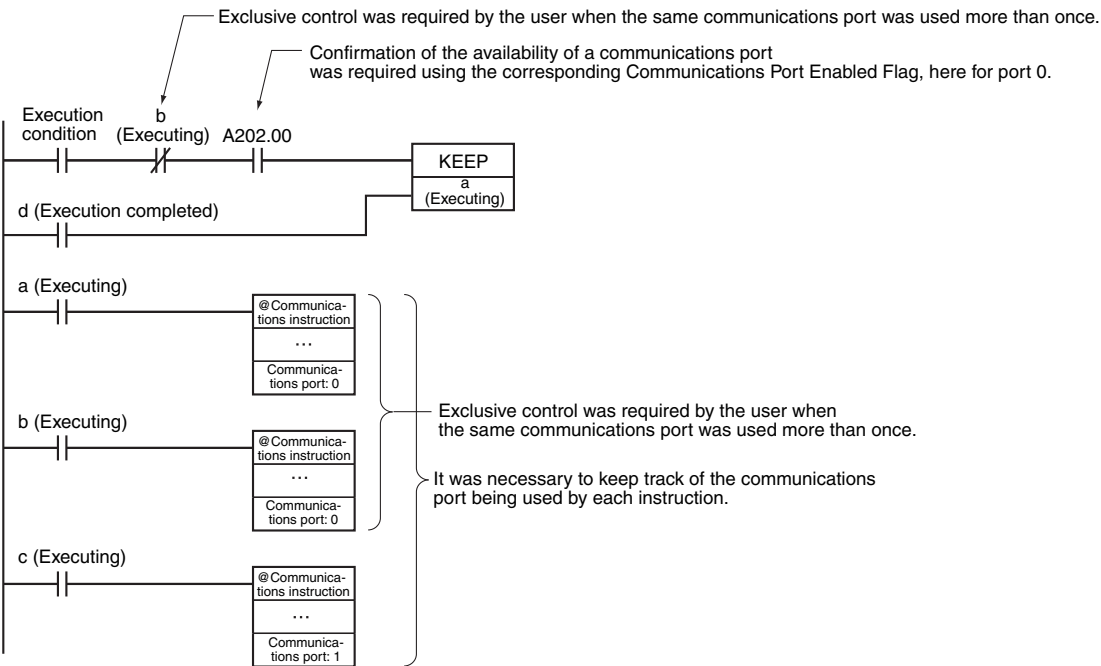 Exclusive control was required by the user when the same communications port was used more than once.
Confirmation of the availability of a communications port
was required using the corresponding Communications Port Enabled Flag, here for port 0.
Execution
condition
b
(Executing)
A202.00
KEEP
a
(Executing)
d (Execution completed)
a (Executing)
@Communica-
tions instruction
...
Communica-
tions port: 0
Exclusive control was required by the user when
the same communications port was used more than once.
b (Executing)
@Communica-
tions instruction
...
Communica-
tions port: 0
It was necessary to keep track of the communications
port being used by each instruction.
c (Executing)
@Communica-
tions instruction
...
Communica-
tions port: 1